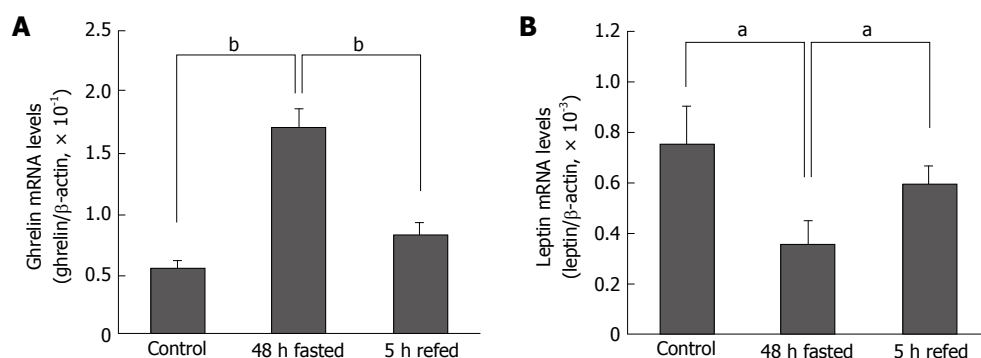 A
Ghrelin mRNA levels
(ghrelin/β-actin, × 10⁻¹)
2.5
2.0
1.5
1.0
0.5
0
b
b
Control
48 h fasted
5 h refed
B
Leptin mRNA levels
(leptin/β-actin, × 10⁻³)
1.2
1.0
0.8
0.6
0.4
0.2
0
a
a
Control
48 h fasted
5 h refed